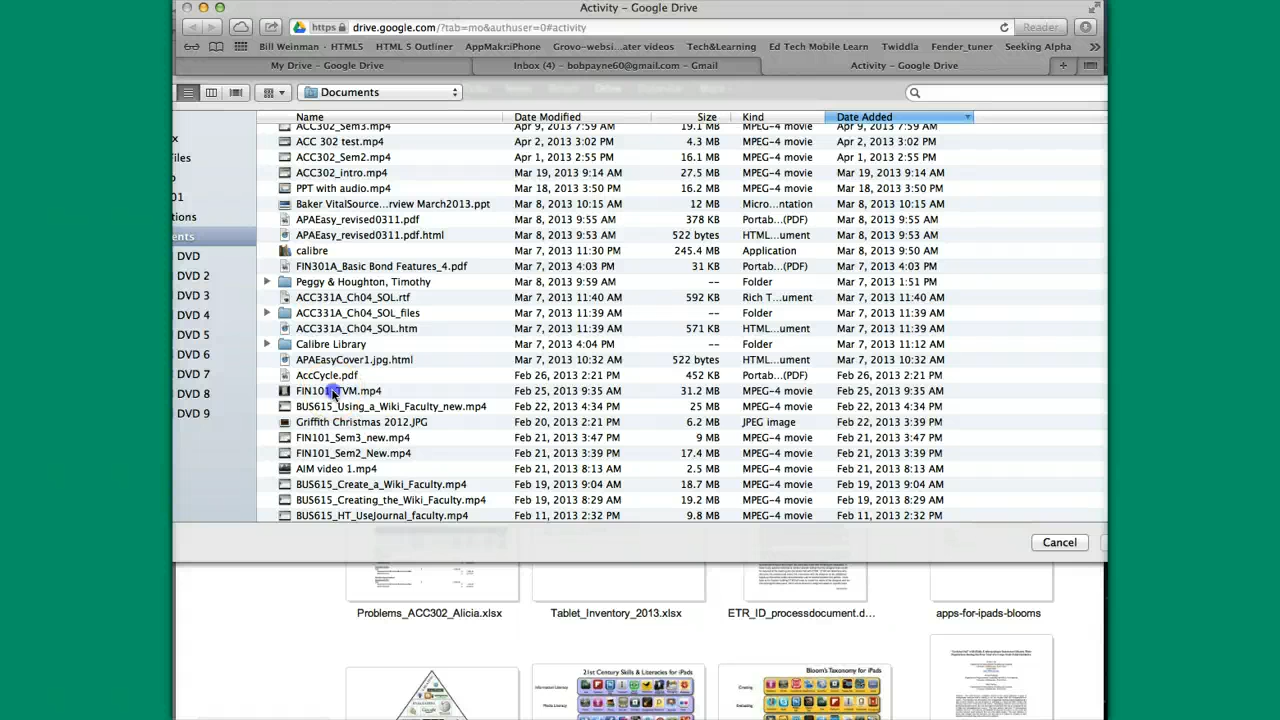 Activity – Google Drive
https drive.google.com/?tab=mo&authuser=0#activity Reader
Bill Weinman · HTML5 HTML 5 Outliner AppMakr:iPhone Grovo-websi...ater videos Tech&Learning Ed Tech Mobile Learn Twiddla Fender_tuner Seeking Alpha >>
My Drive – Google Drive Inbox (4) – bobpayne60@gmail.com – Gmail Activity – Google Drive +
Documents
Name Date Modified Size Kind Date Added
ACC302_Sem3.mp4 Apr 9, 2013 7:59 AM 19.1 MB MPEG-4 movie Apr 9, 2013 7:59 AM
x ACC 302 test.mp4 Apr 2, 2013 3:02 PM 4.3 MB MPEG-4 movie Apr 2, 2013 3:02 PM
Files ACC302_Sem2.mp4 Apr 1, 2013 2:55 PM 16.1 MB MPEG-4 movie Apr 1, 2013 2:55 PM
ACC302_intro.mp4 Mar 19, 2013 9:14 AM 27.5 MB MPEG-4 movie Mar 19, 2013 9:14 AM
01 PPT with audio.mp4 Mar 18, 2013 3:50 PM 16.2 MB MPEG-4 movie Mar 18, 2013 3:50 PM
Baker VitalSource...rview March2013.ppt Mar 8, 2013 10:15 AM 12 MB Micro...ntation Mar 8, 2013 10:15 AM
tions APAEasy_revised0311.pdf Mar 8, 2013 9:55 AM 378 KB Portab...(PDF) Mar 8, 2013 9:55 AM
ents APAEasy_revised0311.pdf.html Mar 8, 2013 9:53 AM 522 bytes HTML...ument Mar 8, 2013 9:53 AM
DVD calibre Mar 7, 2013 11:30 PM 245.4 MB Application Mar 8, 2013 9:50 AM
DVD 2 FIN301A_Basic Bond Features_4.pdf Mar 7, 2013 4:03 PM 31 KB Portab...(PDF) Mar 7, 2013 4:03 PM
Peggy & Houghton, Timothy Mar 8, 2013 8:59 AM -- Folder Mar 7, 2013 1:51 PM
DVD 3 ACC331A_Ch04_SOL.rtf Mar 7, 2013 11:40 AM 592 KB Rich T...ument Mar 7, 2013 11:40 AM
DVD 4 ACC331A_Ch04_SOL_files Mar 7, 2013 11:39 AM -- Folder Mar 7, 2013 11:39 AM
DVD 5 ACC331A_Ch04_SOL.htm Mar 7, 2013 11:39 AM 571 KB HTML...ument Mar 7, 2013 11:39 AM
DVD 6 Calibre Library Mar 7, 2013 4:04 PM -- Folder Mar 7, 2013 11:12 AM
APAEasyCover1.jpg.html Mar 7, 2013 10:32 AM 522 bytes HTML...ument Mar 7, 2013 10:32 AM
DVD 7 AccCycle.pdf Feb 26, 2013 2:21 PM 452 KB Portab...(PDF) Feb 26, 2013 2:21 PM
DVD 8 FIN101_TVM.mp4 Feb 25, 2013 9:35 AM 31.2 MB MPEG-4 movie Feb 25, 2013 9:35 AM
DVD 9 BUS615_Using_a_Wiki_Faculty_new.mp4 Feb 22, 2013 4:34 PM 25 MB MPEG-4 movie Feb 22, 2013 4:34 PM
Griffith Christmas 2012.JPG Feb 20, 2013 2:21 PM 6.2 MB JPEG image Feb 22, 2013 3:39 PM
FIN101_Sem3_new.mp4 Feb 21, 2013 3:47 PM 9 MB MPEG-4 movie Feb 21, 2013 3:47 PM
FIN101_Sem2_New.mp4 Feb 21, 2013 3:39 PM 17.4 MB MPEG-4 movie Feb 21, 2013 3:39 PM
AIM video 1.mp4 Feb 21, 2013 8:13 AM 2.5 MB MPEG-4 movie Feb 21, 2013 8:13 AM
BUS615_Create_a_Wiki_Faculty.mp4 Feb 19, 2013 9:04 AM 18.7 MB MPEG-4 movie Feb 19, 2013 9:04 AM
BUS615_Creating_the_Wiki_Faculty.mp4 Feb 19, 2013 8:29 AM 19.2 MB MPEG-4 movie Feb 19, 2013 8:29 AM
BUS615_HT_UseJournal_faculty.mp4 Feb 11, 2013 2:32 PM 9.8 MB MPEG-4 movie Feb 11, 2013 2:32 PM
Cancel
Problems_ACC302_Alicia.xlsx Tablet_Inventory_2013.xlsx ETR_ID_processdocument.d... apps-for-ipads-blooms
21st Century Skills & Literacies for iPads Bloom's Taxonomy for iPads